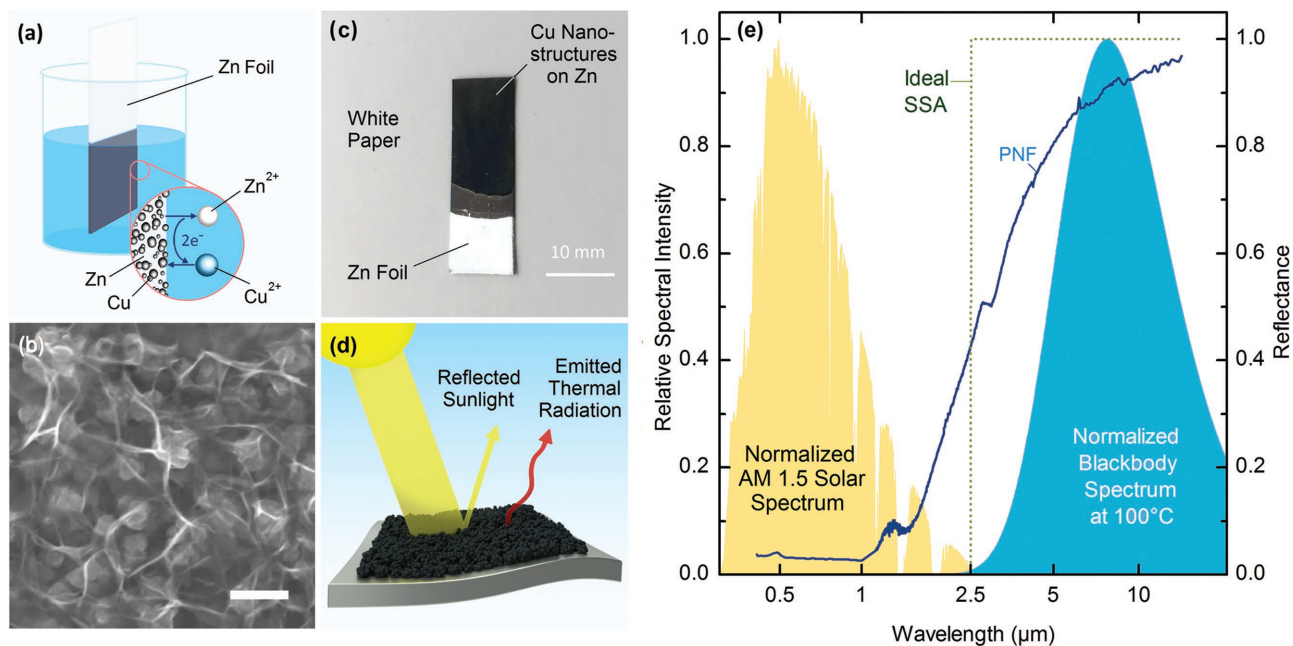 (a)
Zn Foil
Zn2+
2e-
Zn
Cu
Cu2+
(b)
(c)
Cu Nano-
structures
on Zn
White
Paper
Zn Foil
10 mm
(d)
Reflected
Sunlight
Emitted
Thermal
Radiation
(e)
Relative Spectral Intensity
1.0
0.8
0.6
0.4
0.2
0.0
Ideal
SSA
PNF
Normalized
AM 1.5 Solar
Spectrum
Normalized
Blackbody
Spectrum
at 100°C
1.0
0.8
0.6
0.4
0.2
0.0
Reflectance
0.5 1 2.5 5 10
Wavelength (µm)